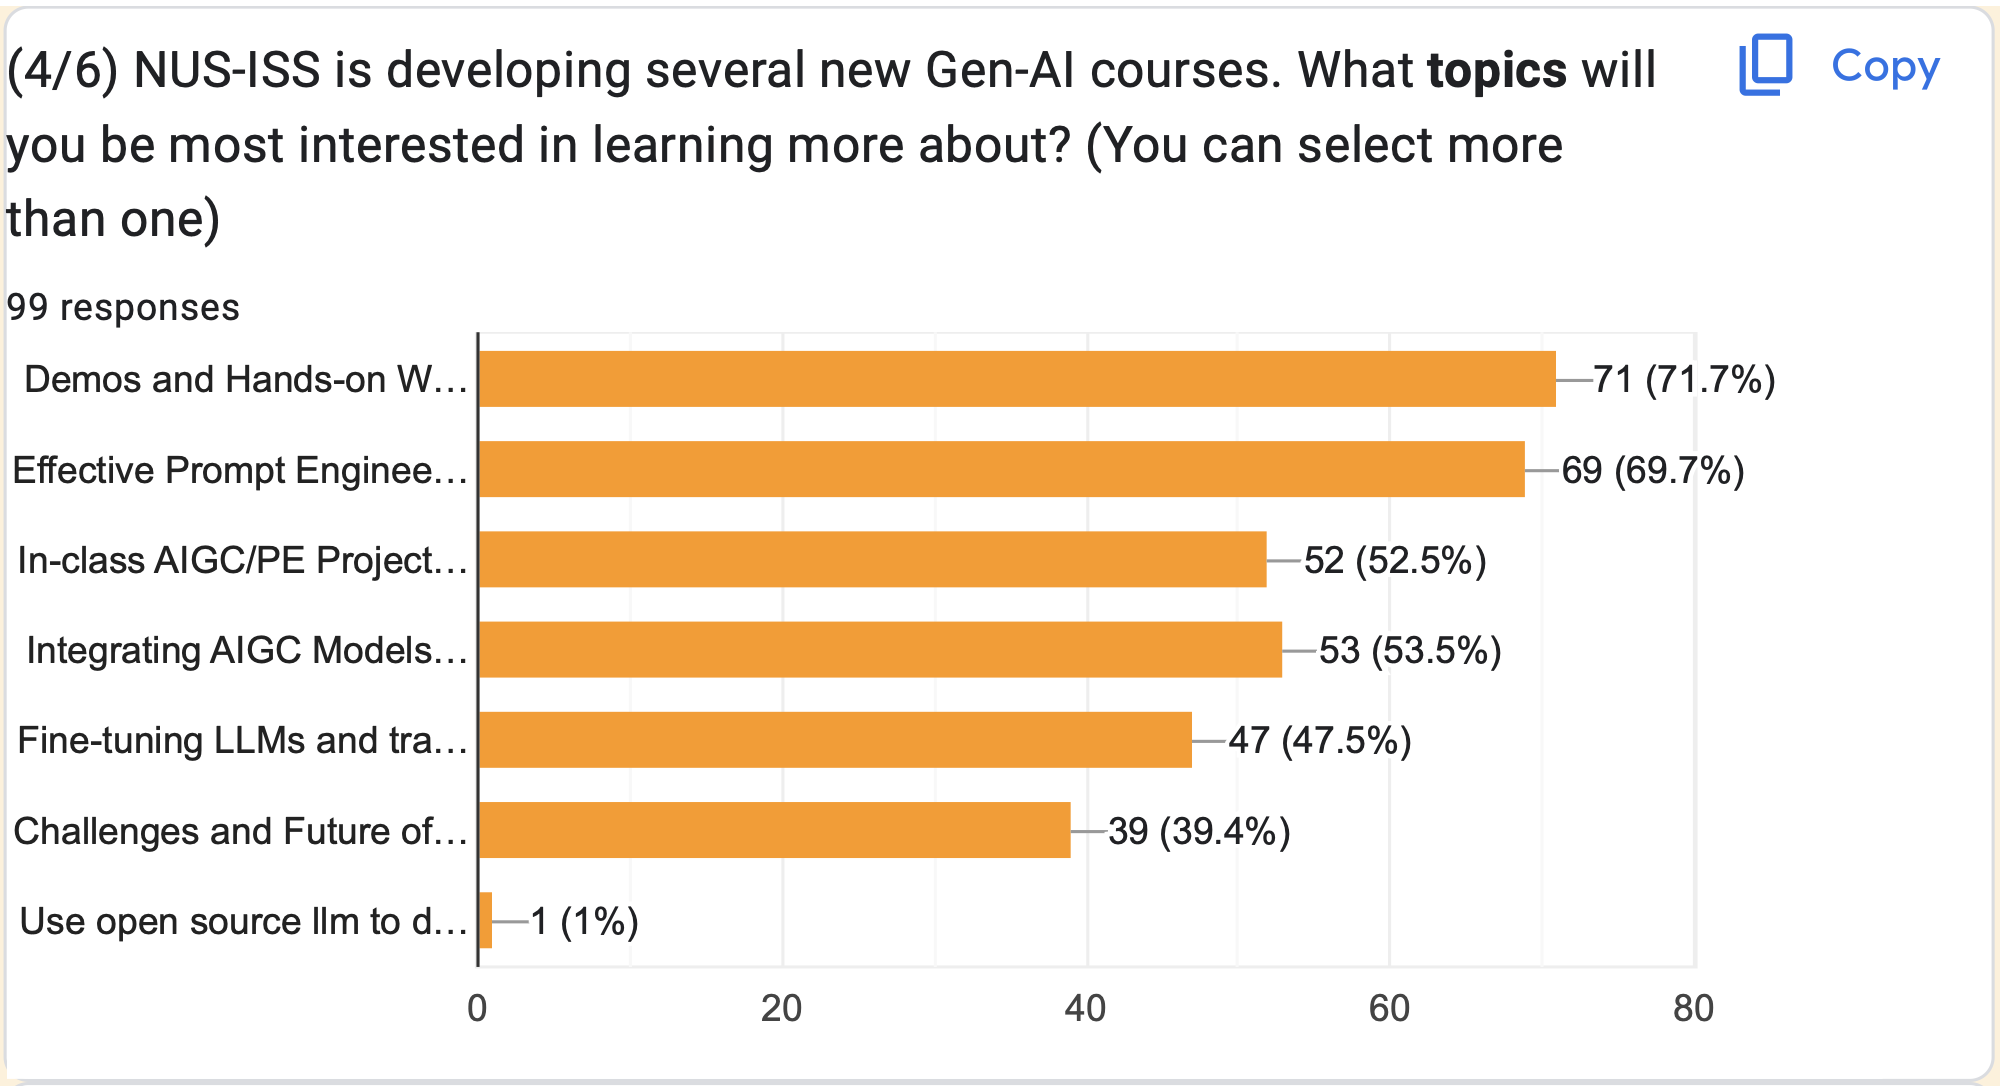 (4/6) NUS-ISS is developing several new Gen-AI courses. What topics will
you be most interested in learning more about? (You can select more
than one)
Copy
99 responses
Demos and Hands-on W... 71 (71.7%)
Effective Prompt Enginee... 69 (69.7%)
In-class AIGC/PE Project... 52 (52.5%)
Integrating AIGC Models... 53 (53.5%)
Fine-tuning LLMs and tra... 47 (47.5%)
Challenges and Future of... 39 (39.4%)
Use open source llm to d... 1 (1%)
0 20 40 60 80